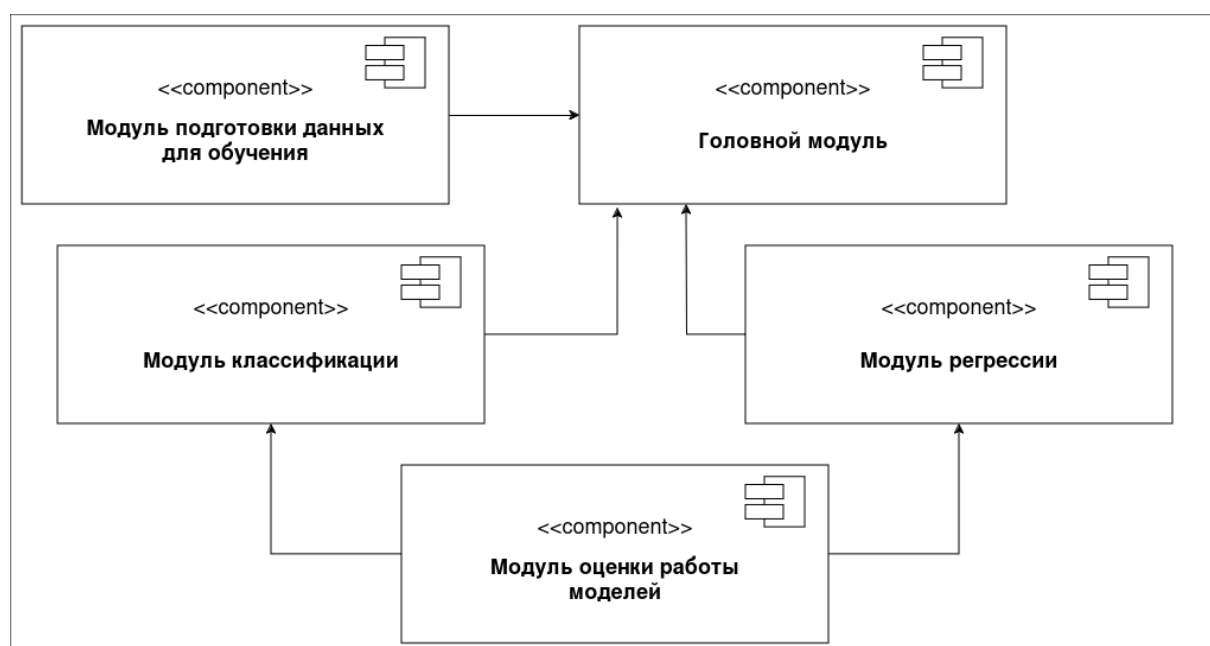 <<component>>
Модуль подготовки данных
для обучения
<<component>>
Головной модуль
<<component>>
Модуль классификации
<<component>>
Модуль регрессии
<<component>>
Модуль оценки работы
моделей